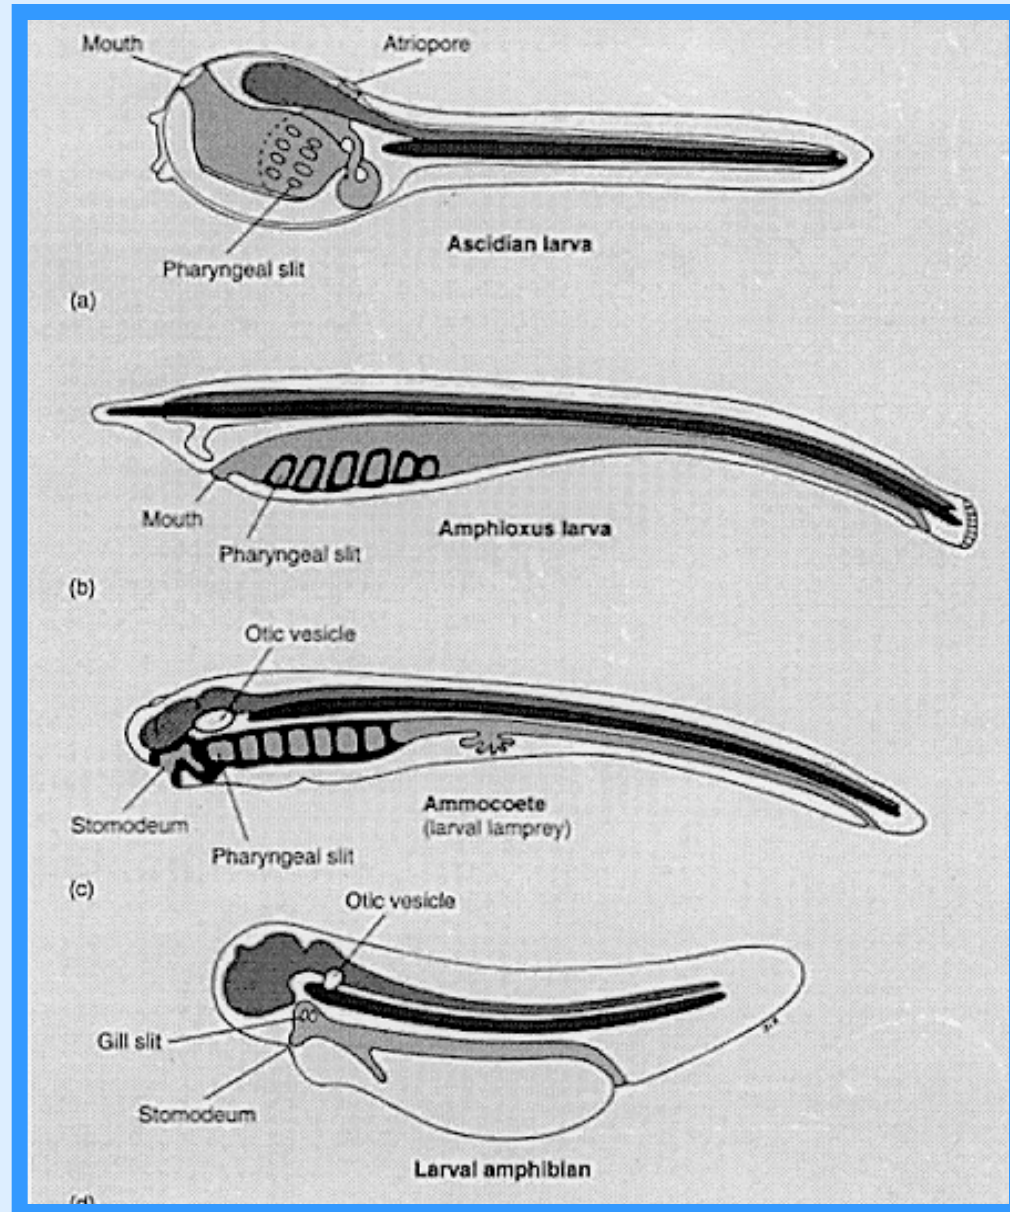 Mouth
Atriopore
Ascidian larva
Pharyngeal slit
(a)
Mouth
Amphloxus larva
Pharyngeal slit
(b)
Otic vesicle
Ammocoete
(larval lamprey)
Stomodeum
Pharyngeal slit
(c)
Otic vesicle
Gill slit
Stomodeum
Larval amphibian
(d)